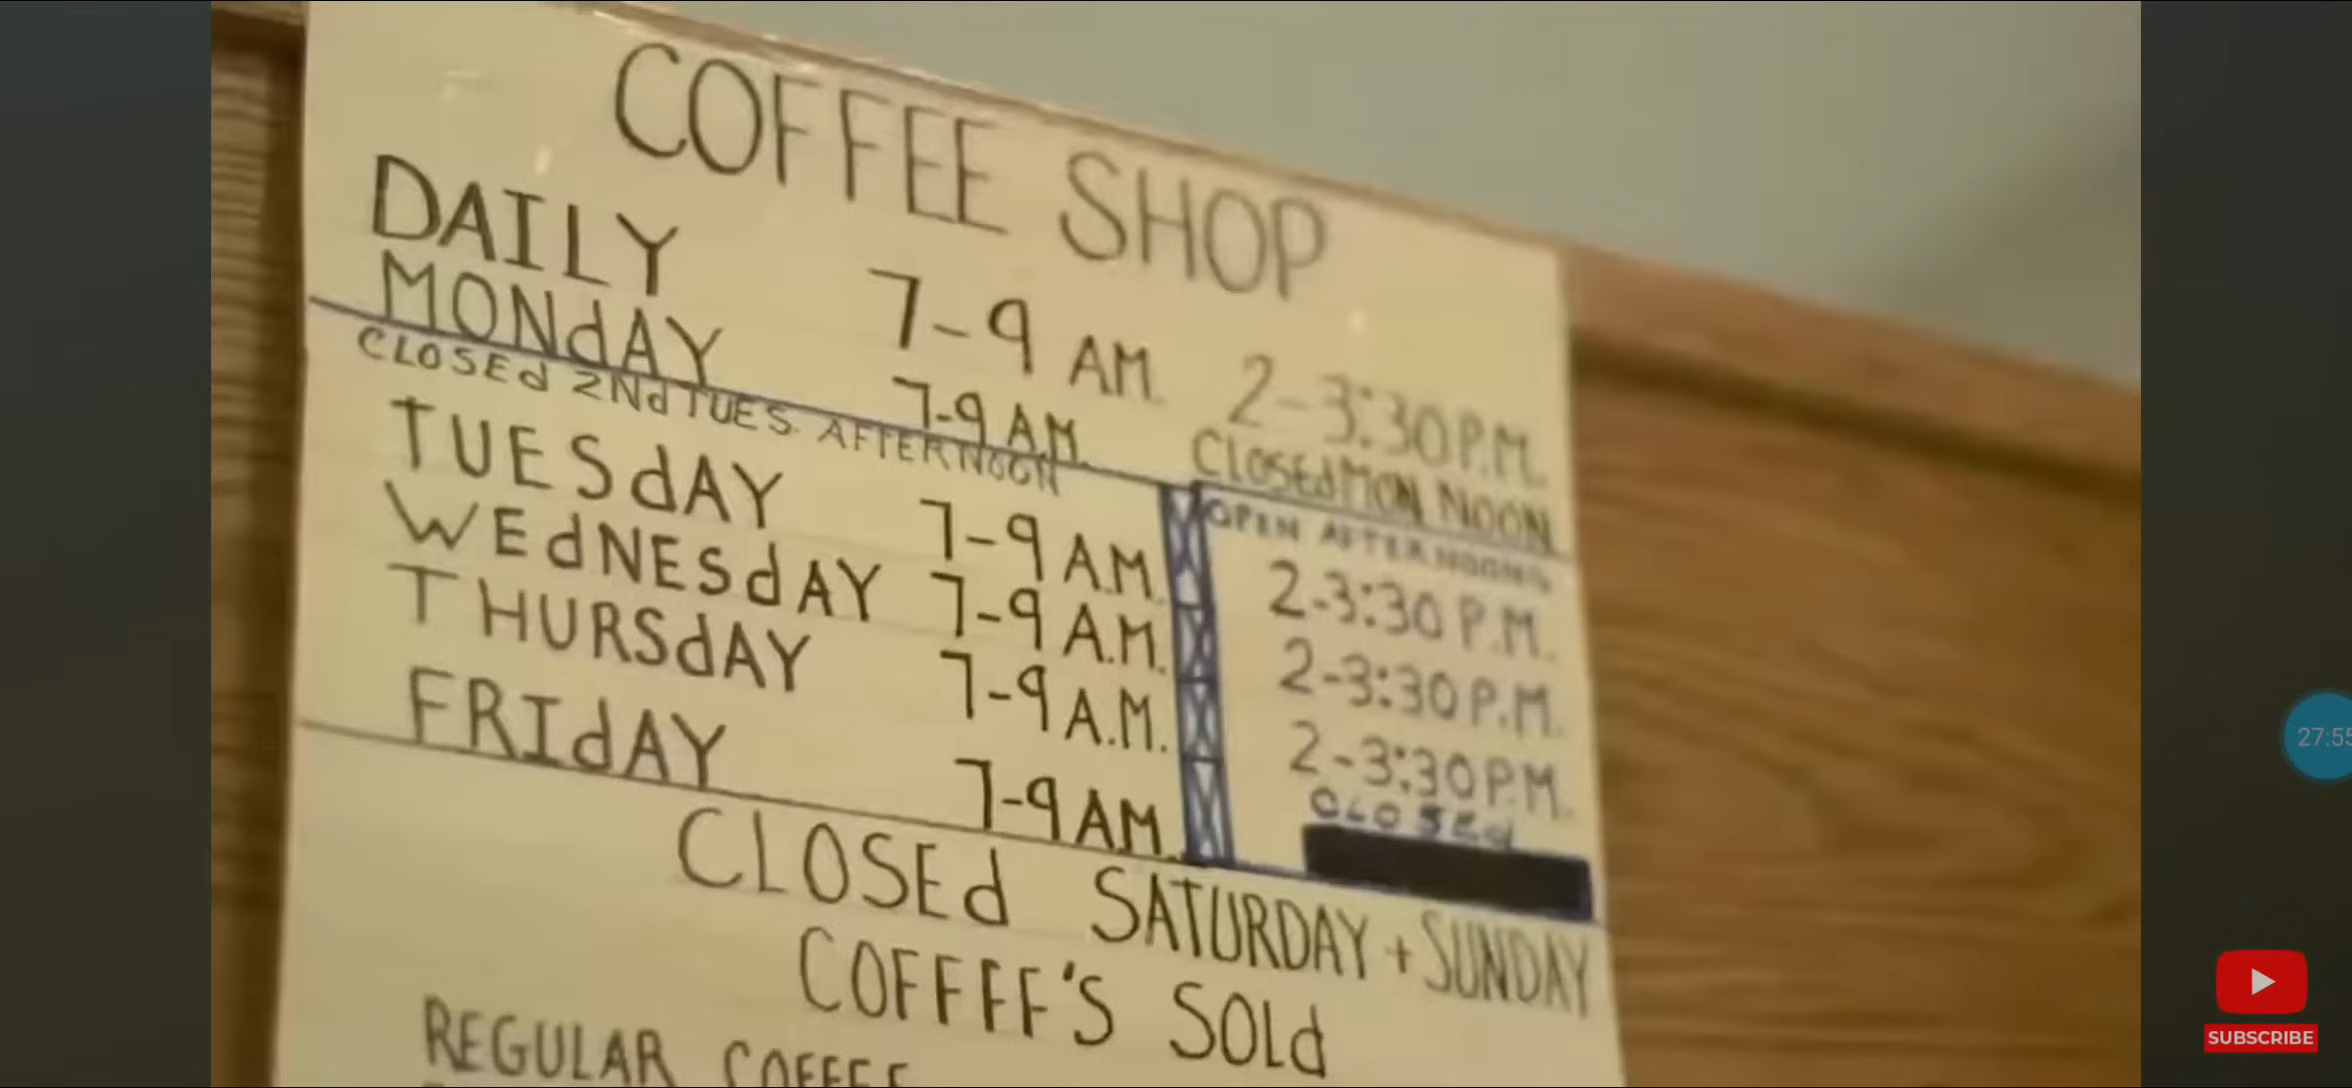 COFFEE SHOP
DAILY 7-9 AM. 2-3:30 P.M.
MONdAY 7-9 A.M. CLOSEd MON NOON
CLOSEd 2Nd TUES. AFTERNOON OPEN AFTERNOONS
TUESdAY 7-9 A.M. 2-3:30 P.M.
WEdNESdAY 7-9 A.M. 2-3:30 P.M.
THURSdAY 7-9 A.M. 2-3:30 P.M.
FRIdAY 7-9 AM. CLOSEd
CLOSEd SATURDAY + SUNDAY
COFFFF'S SOLd
REGULAR COFFEE
27:55
SUBSCRIBE